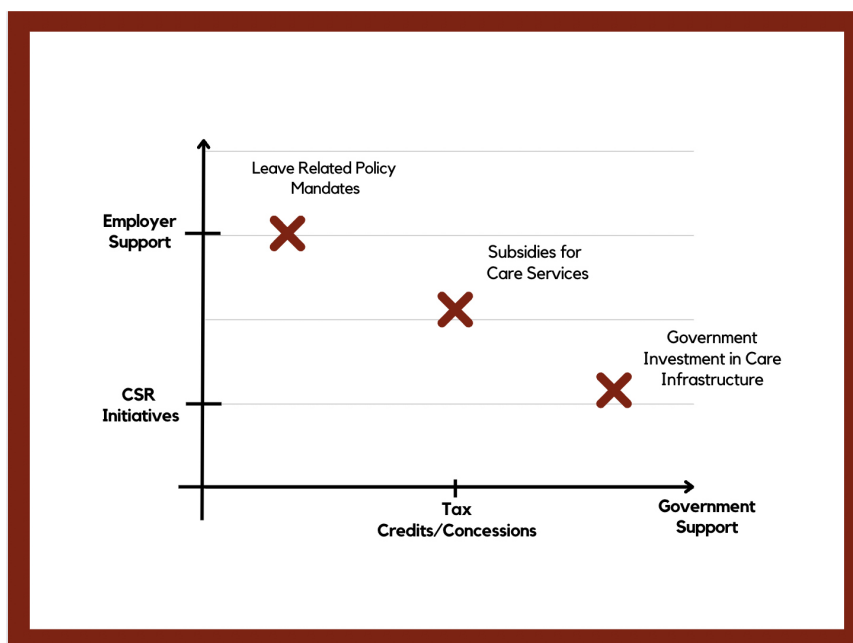 Leave Related Policy
Mandates
Employer
Support
Subsidies for
Care Services
Government
Investment in Care
Infrastructure
CSR
Initiatives
Tax
Credits/Concessions
Government
Support